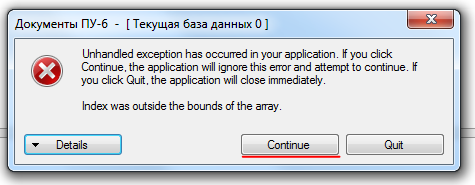 Документы ПУ-6 - [ Текущая база данных 0 ]
Unhandled exception has occurred in your application. If you click
Continue, the application will ignore this error and attempt to continue. If
you click Quit, the application will close immediately.
Index was outside the bounds of the array.
Details
Continue
Quit